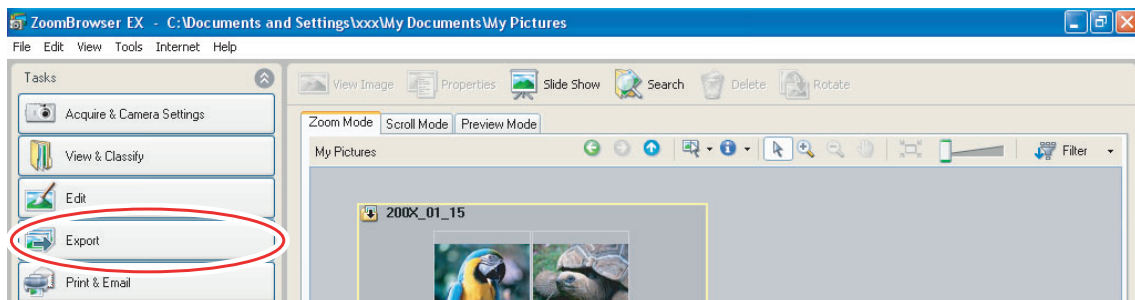 ZoomBrowser EX - C:\Documents and Settings\xxx\My Documents\My Pictures
File Edit View Tools Internet Help
Tasks
View Image Properties Slide Show Search Delete Rotate
Acquire & Camera Settings
Zoom Mode Scroll Mode Preview Mode
View & Classify
My Pictures
Filter
Edit
200X_01_15
Export
Print & Email